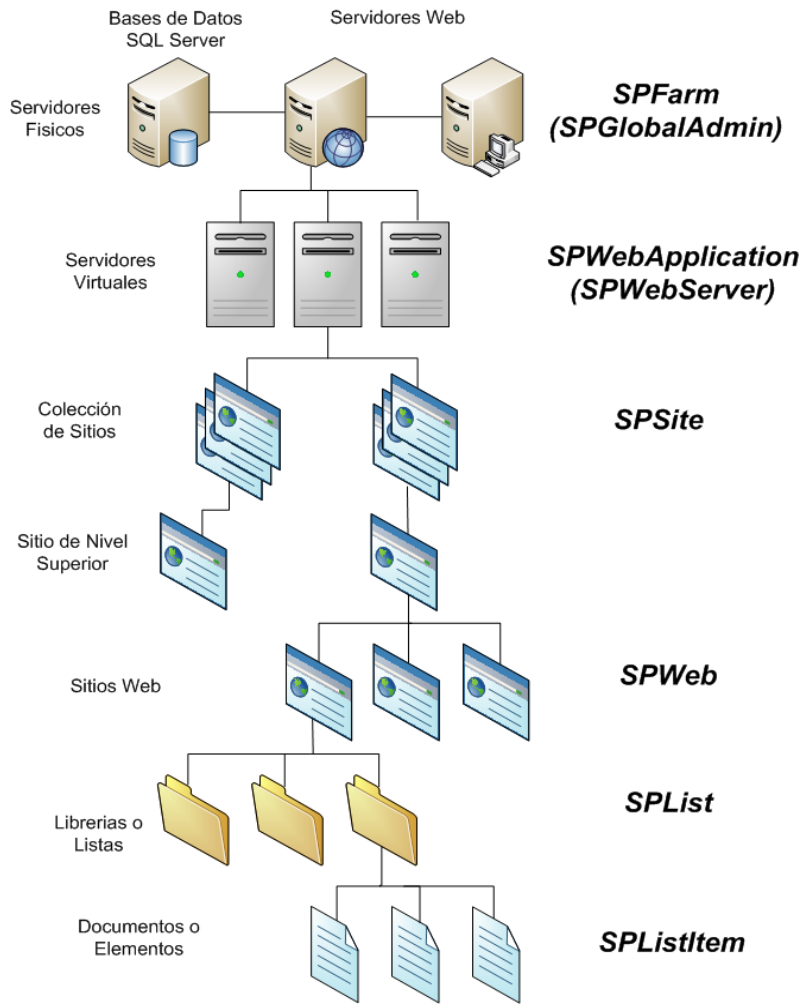 Bases de Datos
SQL Server
Servidores Web
Servidores
Fisicos
SPFarm
(SPGlobalAdmin)
Servidores
Virtuales
SPWebApplication
(SPWebServer)
Colección
de Sitios
SPSite
Sitio de Nivel
Superior
Sitios Web
SPWeb
Librerias o
Listas
SPList
Documentos o
Elementos
SPListItem